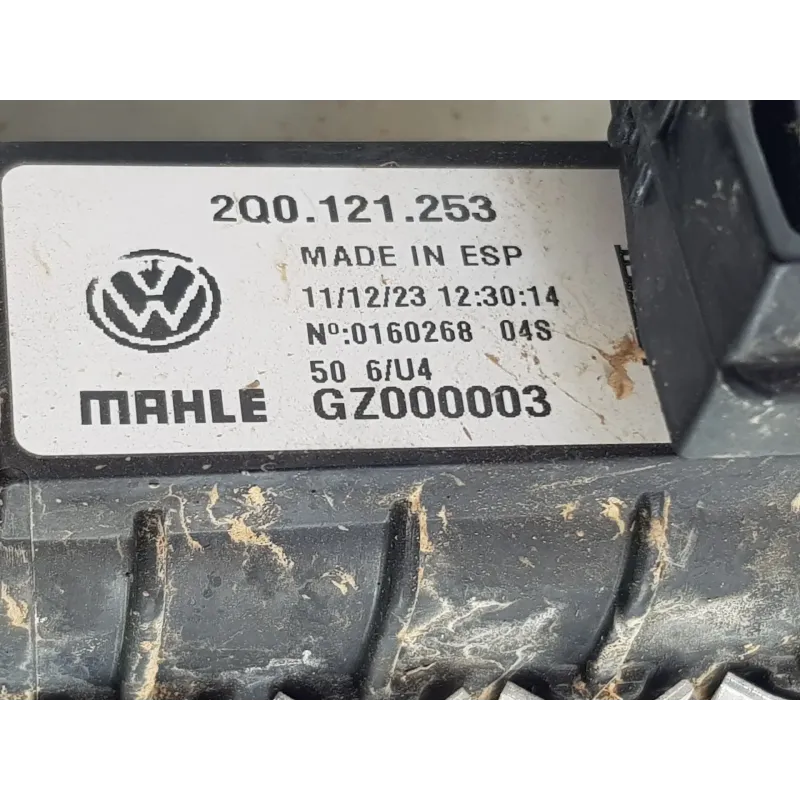 2Q0.121.253
MADE IN ESP
11/12/23 12:30:14
Nº:0160268 04S
50 6/U4
MAHLE GZ000003